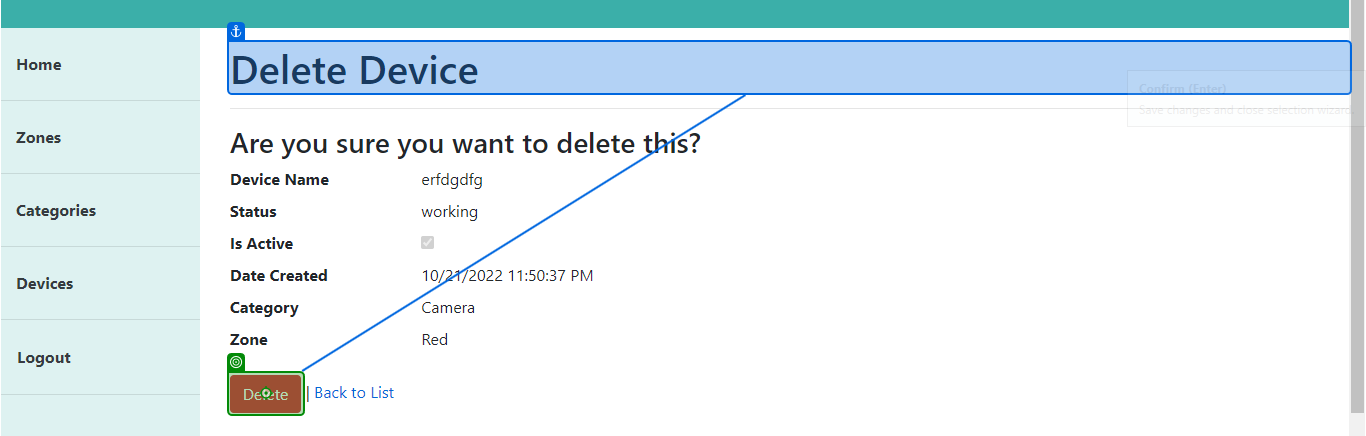 Home
Zones
Categories
Devices
Logout
Delete Device
Confirm (Enter)
Save changes and close selection wizard.
Are you sure you want to delete this?
Device Name erfdgdfg
Status working
Is Active
Date Created 10/21/2022 11:50:37 PM
Category Camera
Zone Red
Delete | Back to List